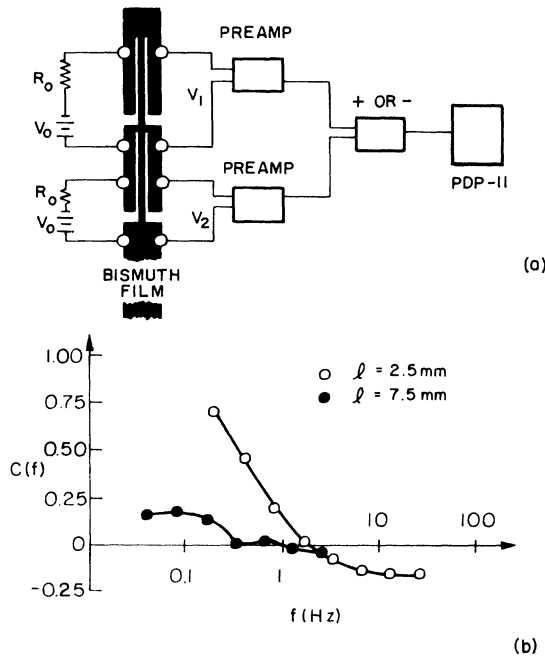 PREAMP
R₀
V₀
V₁
+ OR -
PREAMP
PDP-11
R₀
V₀
V₂
BISMUTH
FILM
(a)
1.00
0.75
0.50
0.25
0
-0.25
C(f)
ℓ = 2.5 mm
ℓ = 7.5 mm
0.1
1
10
100
f (Hz)
(b)